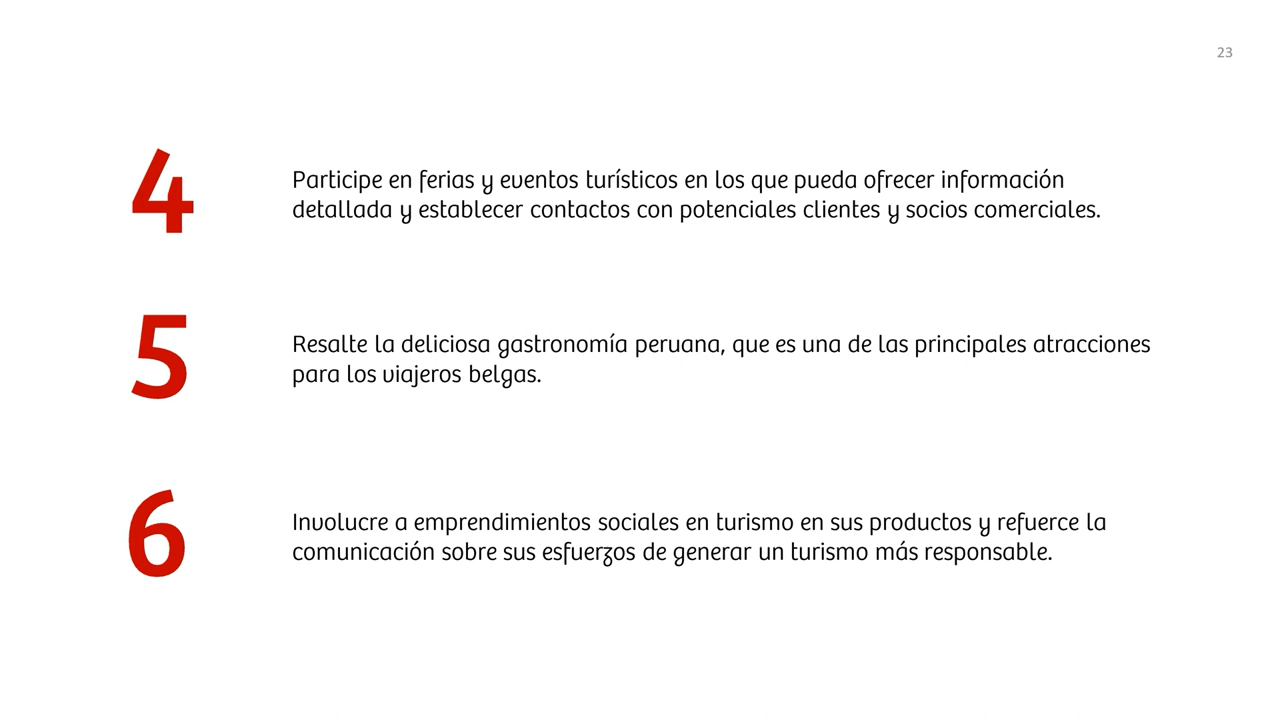 23
4
Participe en ferias y eventos turísticos en los que pueda ofrecer información
detallada y establecer contactos con potenciales clientes y socios comerciales.
5
Resalte la deliciosa gastronomía peruana, que es una de las principales atracciones
para los viajeros belgas.
6
Involucre a emprendimientos sociales en turismo en sus productos y refuerce la
comunicación sobre sus esfuerzos de generar un turismo más responsable.